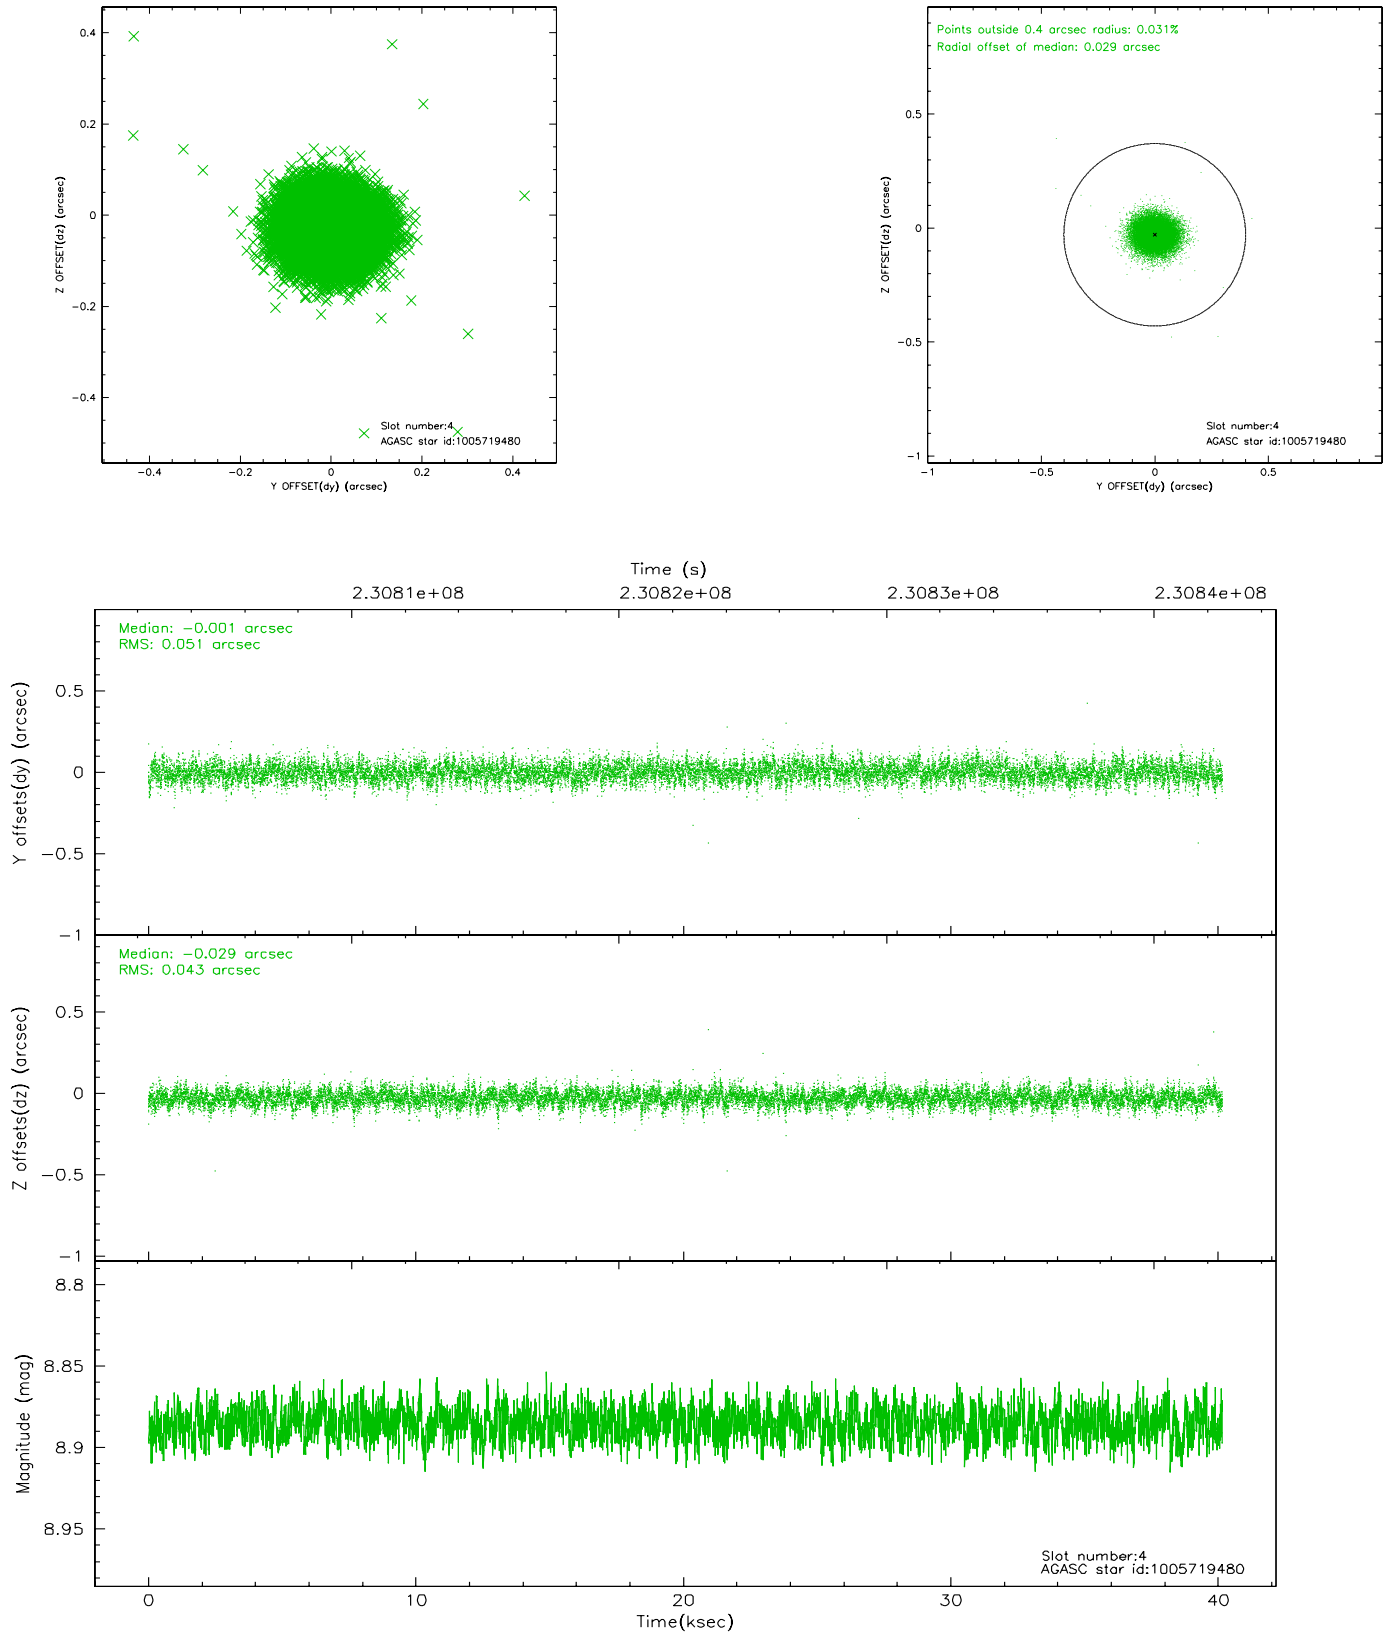 0.4
0.2
0
−0.2
−0.4
Z OFFSET(dz) (arcsec)
Slot number:4
AGASC star id:1005719480
−0.4 −0.2 0 0.2 0.4
Y OFFSET(dy) (arcsec)
Points outside 0.4 arcsec radius: 0.031%
Radial offset of median: 0.029 arcsec
0.5
0
−0.5
−1
Z OFFSET(dz) (arcsec)
Slot number:4
AGASC star id:1005719480
−1 −0.5 0 0.5
Y OFFSET(dy) (arcsec)
Time (s)
2.3081e+08 2.3082e+08 2.3083e+08 2.3084e+08
Median: −0.001 arcsec
RMS: 0.051 arcsec
0.5
0
−0.5
−1
Y offsets(dy) (arcsec)
Median: −0.029 arcsec
RMS: 0.043 arcsec
0.5
0
−0.5
−1
Z offsets(dz) (arcsec)
8.8
8.85
8.9
8.95
Magnitude (mag)
Slot number:4
AGASC star id:1005719480
0 10 20 30 40
Time(ksec)